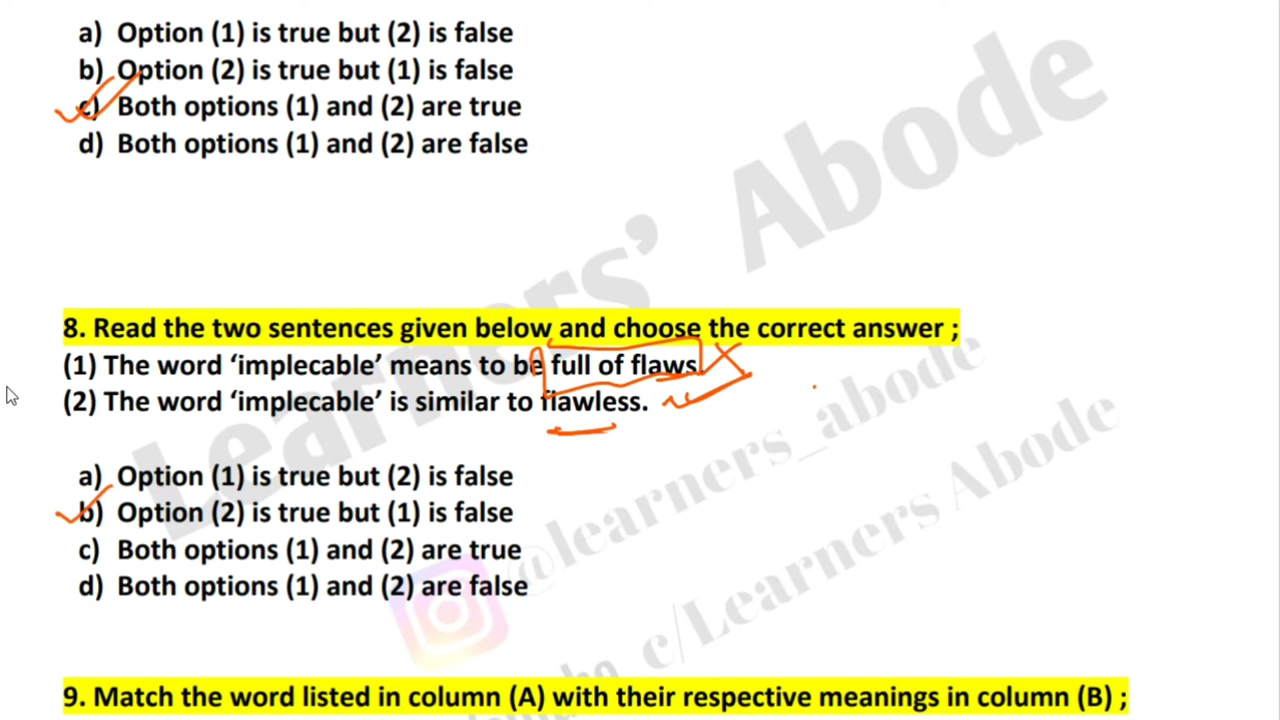 a) Option (1) is true but (2) is false
b) Option (2) is true but (1) is false
c) Both options (1) and (2) are true
d) Both options (1) and (2) are false
Learners' Abode
8. Read the two sentences given below and choose the correct answer ;
(1) The word ‘implecable’ means to be full of flaws.
(2) The word ‘implecable’ is similar to flawless.
a) Option (1) is true but (2) is false
b) Option (2) is true but (1) is false
c) Both options (1) and (2) are true
d) Both options (1) and (2) are false
@learners_abode
c/Learners Abode
9. Match the word listed in column (A) with their respective meanings in column (B) ;